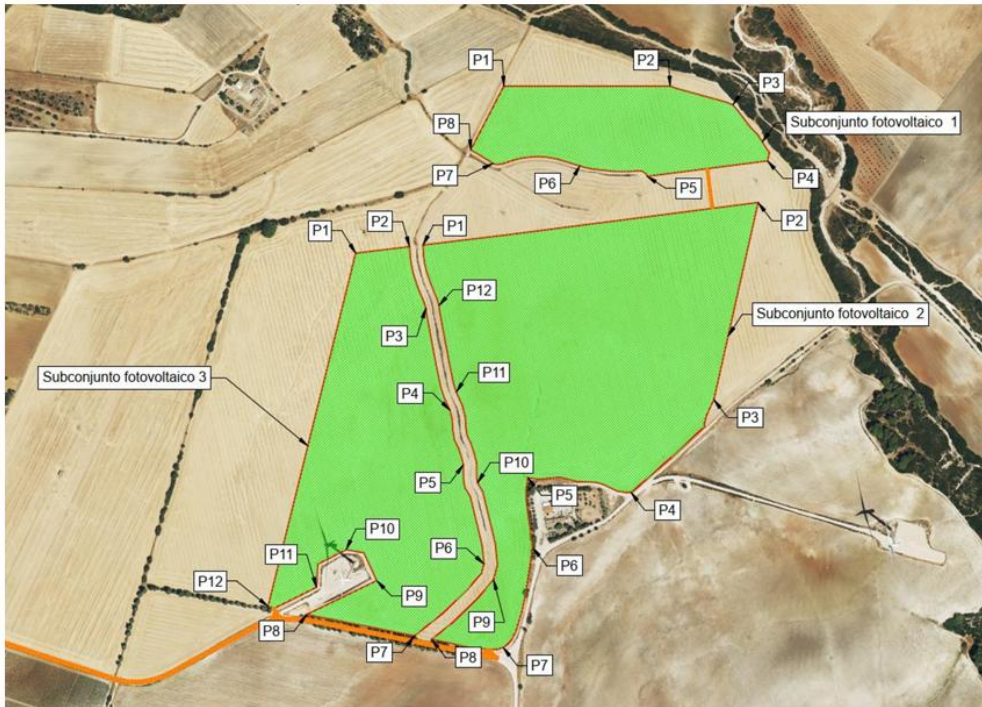 P1
P2
P3
P8
Subconjunto fotovoltaico 1
P7
P6
P5
P4
P2
P1
P2
P1
P12
P3
Subconjunto fotovoltaico 2
Subconjunto fotovoltaico 3
P11
P4
P3
P10
P5
P5
P4
P10
P6
P6
P11
P12
P9
P9
P8
P7
P8
P7